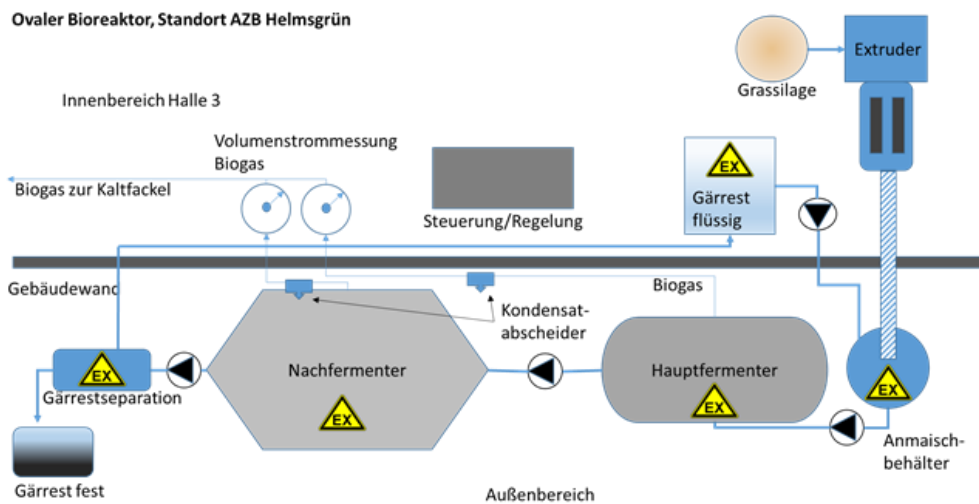 Ovaler Bioreaktor, Standort AZB Helmsgrün
Extruder
Grassilage
Innenbereich Halle 3
Volumenstrommessung
Biogas
Biogas zur Kaltfackel
EX
Gärrest
flüssig
Steuerung/Regelung
Gebäudewand
Biogas
Kondensat-
abscheider
Nachfermenter
Hauptfermenter
EX
Gärrestseparation
EX
EX
EX
Anmaisch-
behälter
Gärrest fest
Außenbereich